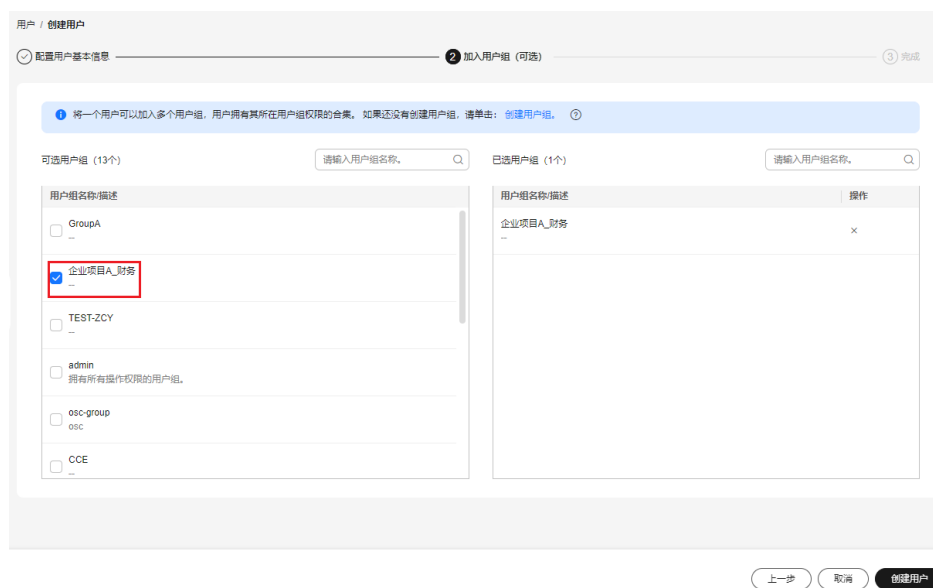 用户 / 创建用户
配置用户基本信息
2 加入用户组（可选）
3 完成
将一个用户可以加入多个用户组，用户拥有其所在用户组权限的合集。如果还没有创建用户组，请单击：创建用户组。
可选用户组（13个）
请输入用户组名称。
已选用户组（1个）
请输入用户组名称。
用户组名称/描述
GroupA
--
企业项目A_财务
--
TEST-ZCY
--
admin
拥有所有操作权限的用户组。
osc-group
osc
CCE
--
用户组名称/描述
操作
企业项目A_财务
--
上一步
取消
创建用户